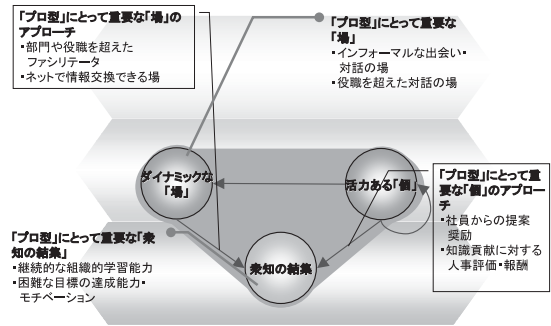 「プロ型」にとって重要な「場」の
アプローチ
・部門や役職を超えた
ファシリテータ
・ネットで情報交換できる場
「プロ型」にとって重要な
「場」
・インフォーマルな出会い・
対話の場
・役職を超えた対話の場
ダイナミックな
「場」
活力ある「個」
「プロ型」にとって重
要な「個」のアプロー
チ
・社員からの提案
奨励
・知識貢献に対する
人事評価・報酬
「プロ型」にとって重要な「衆
知の結集」
・継続的な組織的学習能力
・困難な目標の達成能力・
モチベーション
衆知の結集